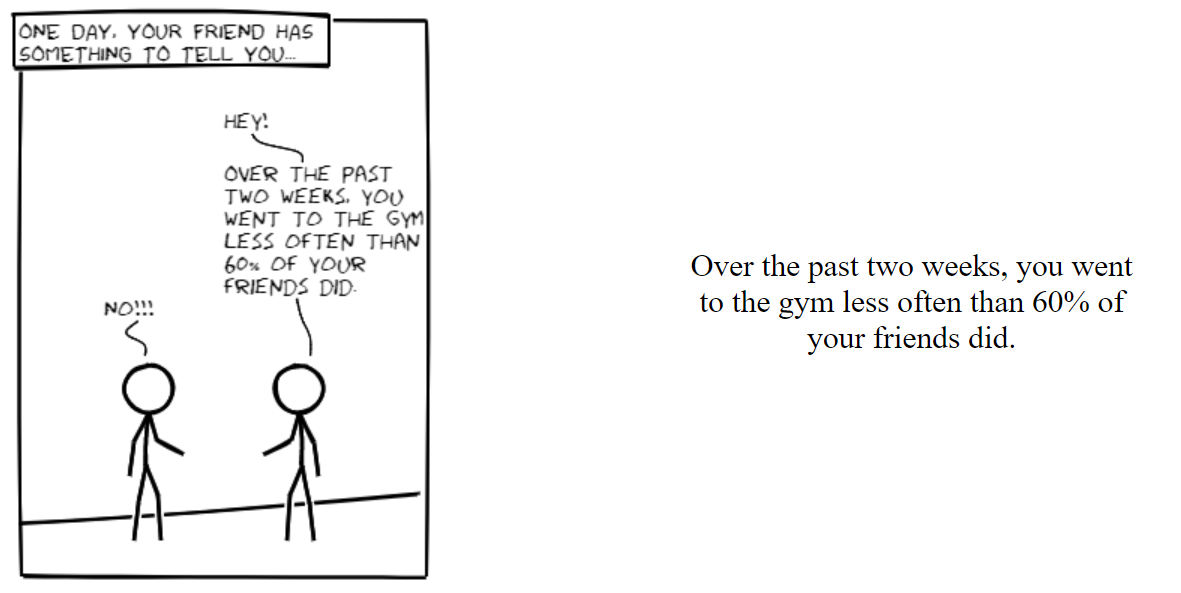 ONE DAY, YOUR FRIEND HAS
SOMETHING TO TELL YOU...
HEY!
OVER THE PAST
TWO WEEKS, YOU
WENT TO THE GYM
LESS OFTEN THAN
60% OF YOUR
FRIENDS DID.
NO!!!
Over the past two weeks, you went
to the gym less often than 60% of
your friends did.